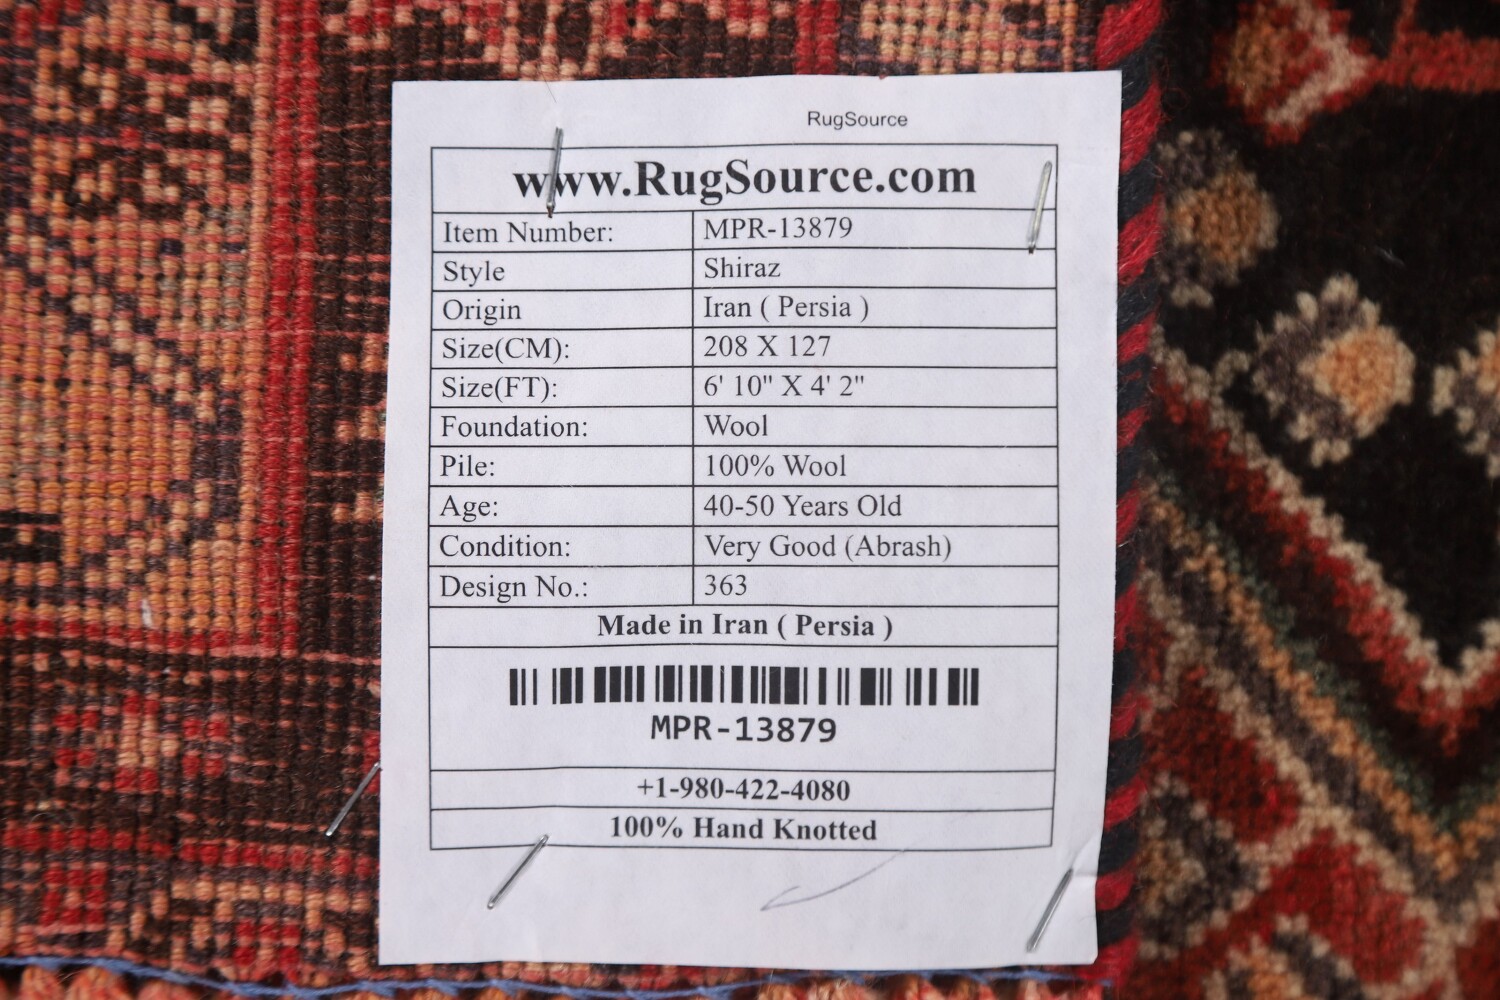 RugSource
www.RugSource.com
Item Number: MPR-13879
Style Shiraz
Origin Iran ( Persia )
Size(CM): 208 X 127
Size(FT): 6' 10" X 4' 2"
Foundation: Wool
Pile: 100% Wool
Age: 40-50 Years Old
Condition: Very Good (Abrash)
Design No.: 363
Made in Iran ( Persia )
MPR-13879
+1-980-422-4080
100% Hand Knotted